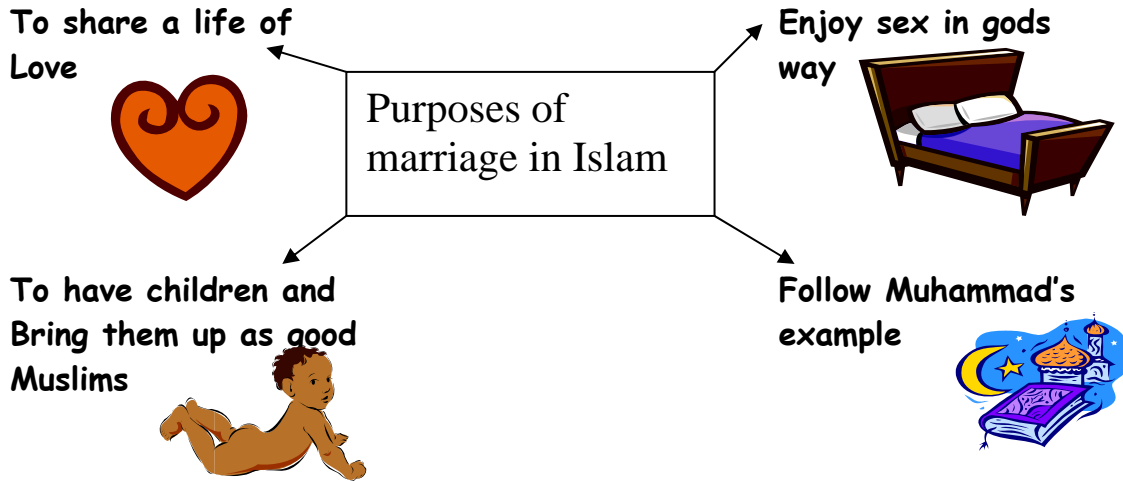 To share a life of
Love
Enjoy sex in gods
way
Purposes of
marriage in Islam
To have children and
Bring them up as good
Muslims
Follow Muhammad's
example